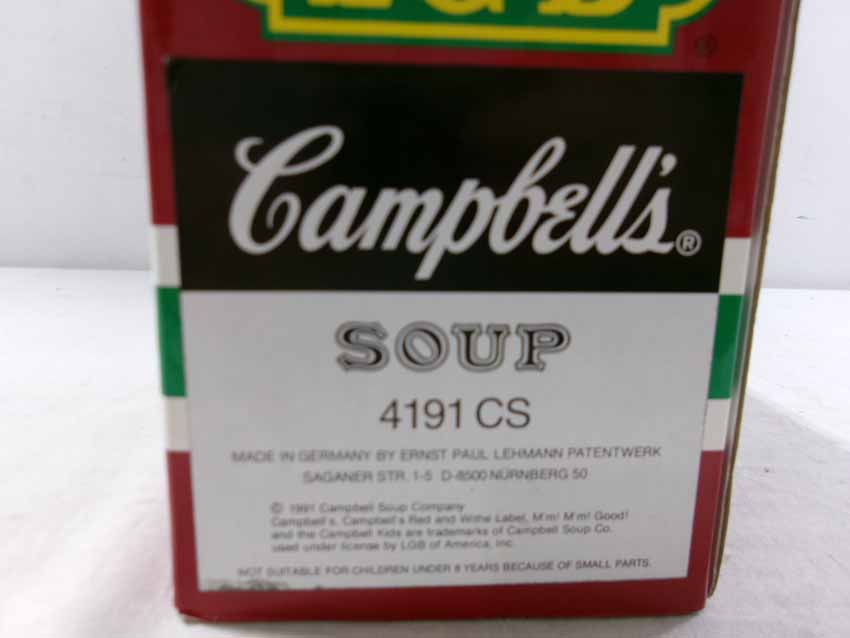 LGB
®
Campbell's®
SOUP
4191 CS
MADE IN GERMANY BY ERNST PAUL LEHMANN PATENTWERK
SAGANER STR. 1-5 D-8500 NÜRNBERG 50
© 1991 Campbell Soup Company
Campbell's, Campbell's Red and Withe Label, M'm! M'm! Good!
and the Campbell Kids are trademarks of Campbell Soup Co.
used under license by LGB of America, Inc.
NOT SUITABLE FOR CHILDREN UNDER 8 YEARS BECAUSE OF SMALL PARTS.